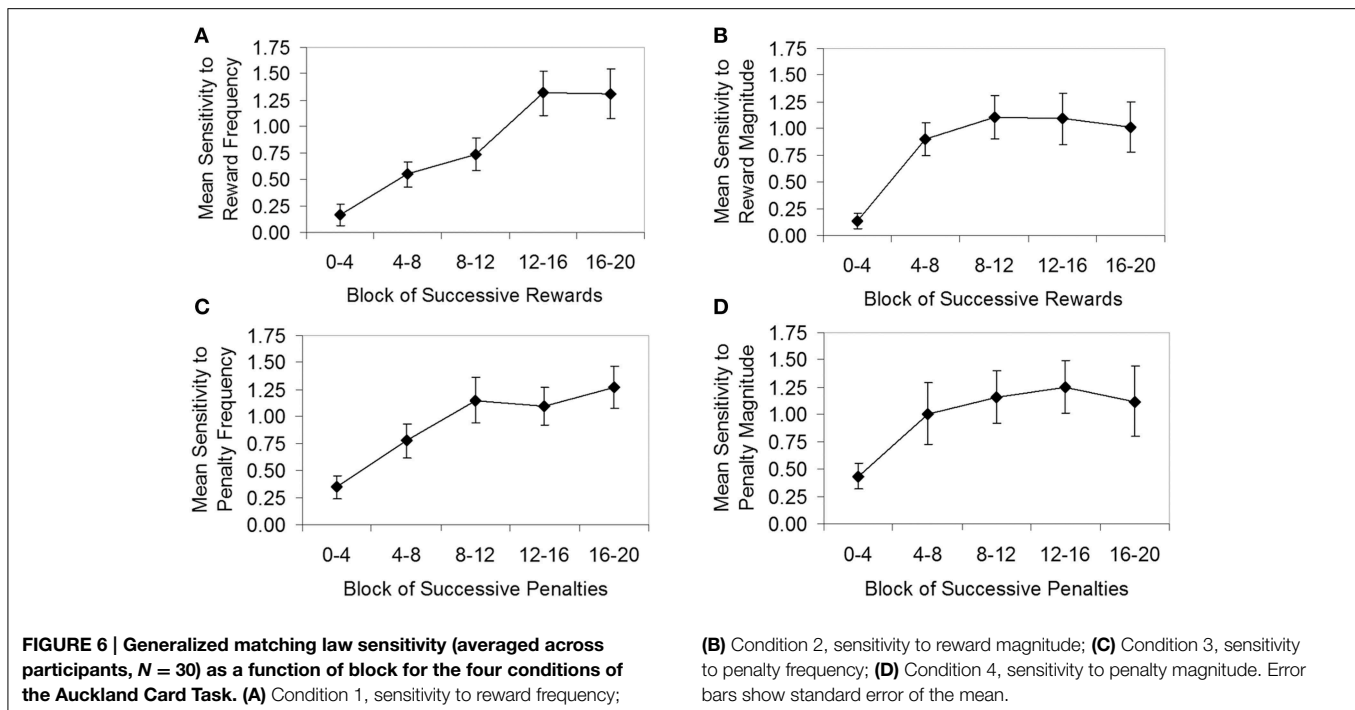 A
1.75
1.50
1.25
1.00
0.75
0.50
0.25
0.00
Mean Sensitivity to
Reward Frequency
0-4 4-8 8-12 12-16 16-20
Block of Successive Rewards
B
1.75
1.50
1.25
1.00
0.75
0.50
0.25
0.00
Mean Sensitivity to
Reward Magnitude
0-4 4-8 8-12 12-16 16-20
Block of Successive Rewards
C
1.75
1.50
1.25
1.00
0.75
0.50
0.25
0.00
Mean Sensitivity to
Penalty Frequency
0-4 4-8 8-12 12-16 16-20
Block of Successive Penalties
D
1.75
1.50
1.25
1.00
0.75
0.50
0.25
0.00
Mean Sensitivity to
Penalty Magnitude
0-4 4-8 8-12 12-16 16-20
Block of Successive Penalties
FIGURE 6 | Generalized matching law sensitivity (averaged across
participants, N = 30) as a function of block for the four conditions of
the Auckland Card Task. (A) Condition 1, sensitivity to reward frequency;
(B) Condition 2, sensitivity to reward magnitude; (C) Condition 3, sensitivity
to penalty frequency; (D) Condition 4, sensitivity to penalty magnitude. Error
bars show standard error of the mean.